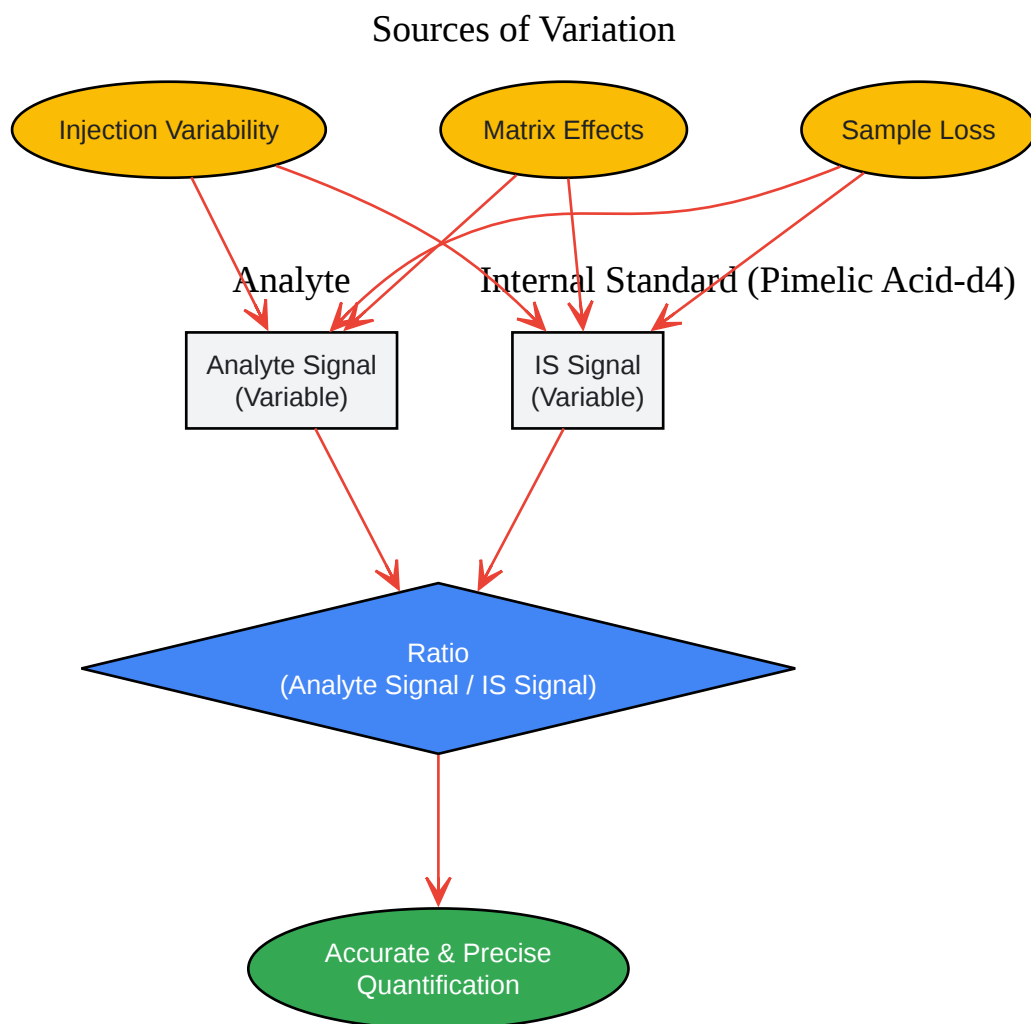 Sources of Variation
Injection Variability
Matrix Effects
Sample Loss
Analyte
Internal Standard (Pimelic Acid-d4)
Analyte Signal
(Variable)
IS Signal
(Variable)
Ratio
(Analyte Signal / IS Signal)
Accurate & Precise
Quantification